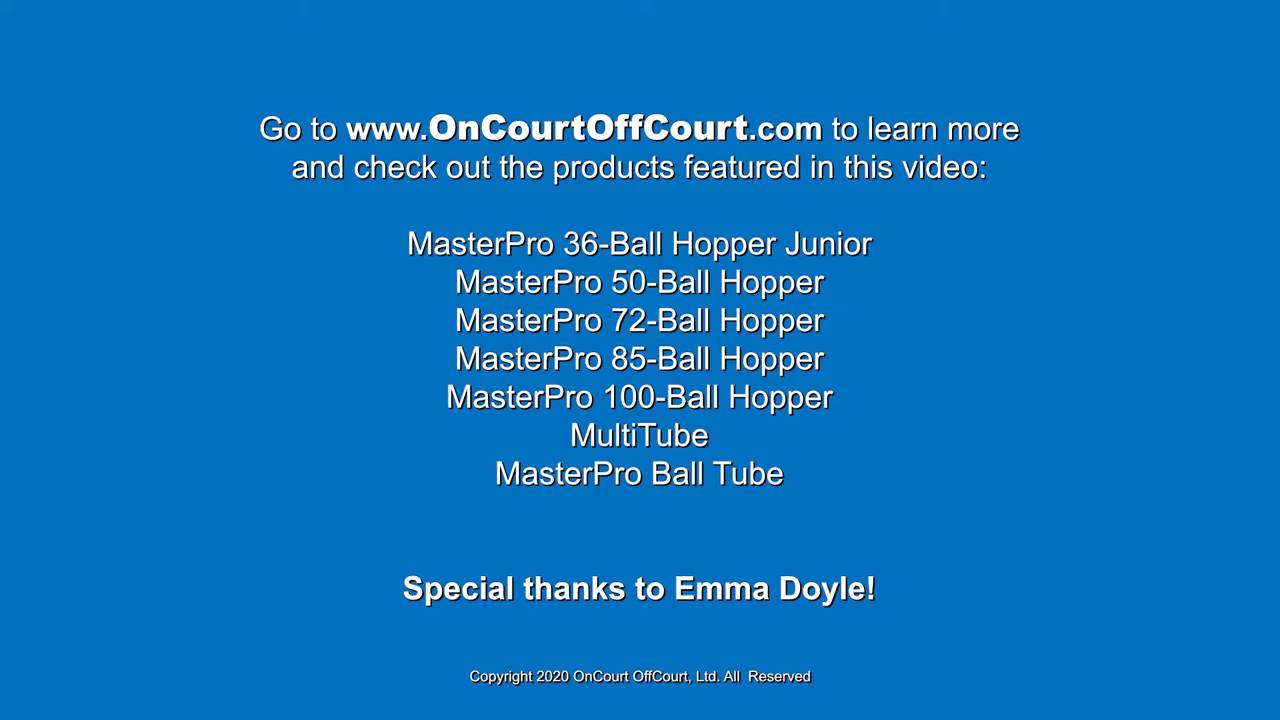 Go to www.OnCourtOffCourt.com to learn more
and check out the products featured in this video:
MasterPro 36-Ball Hopper Junior
MasterPro 50-Ball Hopper
MasterPro 72-Ball Hopper
MasterPro 85-Ball Hopper
MasterPro 100-Ball Hopper
MultiTube
MasterPro Ball Tube
Special thanks to Emma Doyle!
Copyright 2020 OnCourt OffCourt, Ltd. All  Reserved